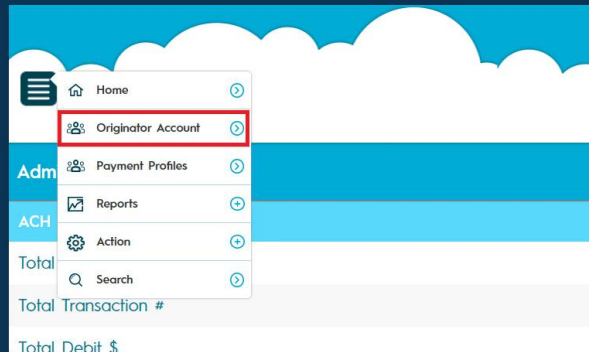 Home
Originator Account
Payment Profiles
Adm
Reports
ACH
Action
Total
Search
Total Transaction #
Total Debit $